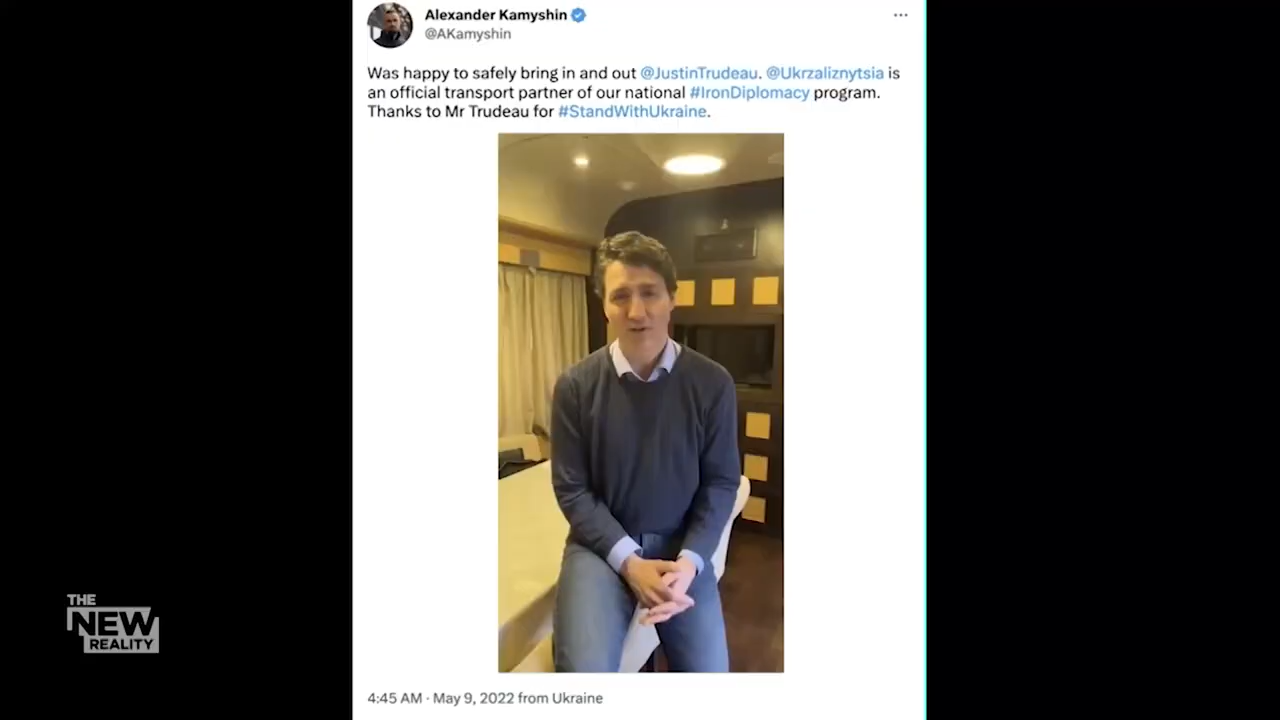 Alexander Kamyshin
@AKamyshin
Was happy to safely bring in and out @JustinTrudeau. @Ukrzaliznytsia is
an official transport partner of our national #IronDiplomacy program.
Thanks to Mr Trudeau for #StandWithUkraine.
THE
NEW
REALITY
4:45 AM · May 9, 2022 from Ukraine